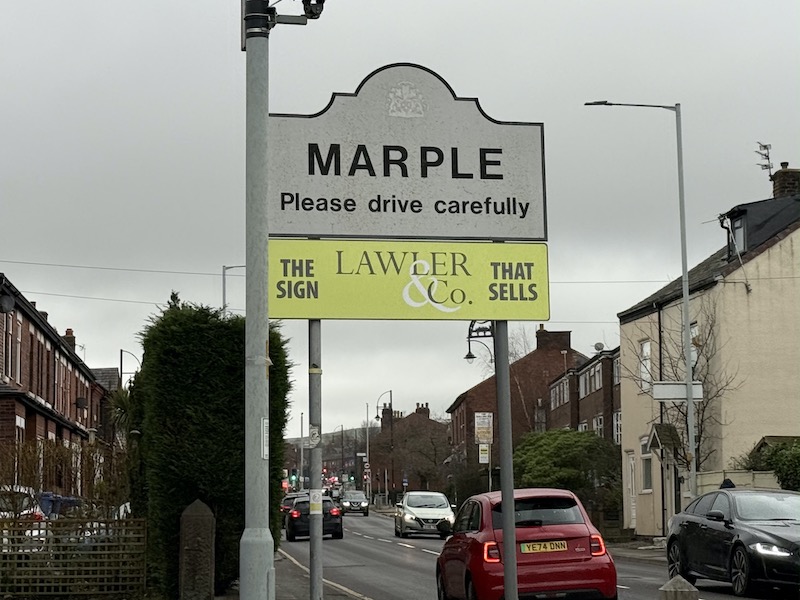 MARPLE
Please drive carefully
THE SIGN
LAWLER & Co.
THAT SELLS
YE74 DNN